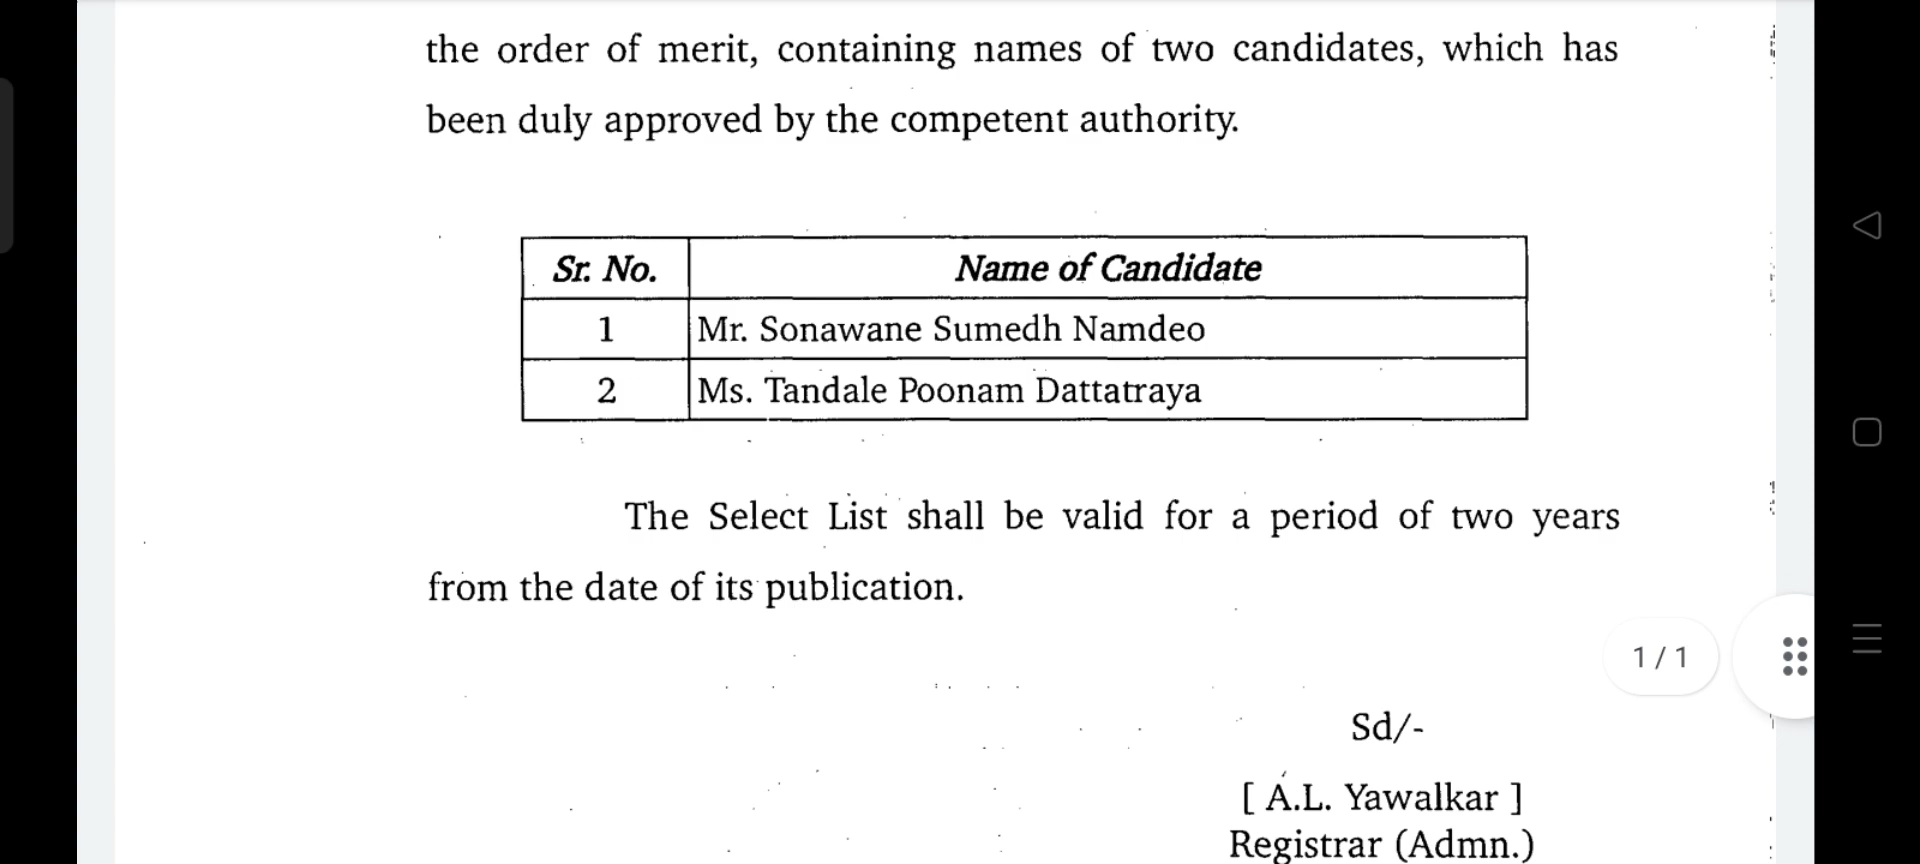 the order of merit, containing names of two candidates, which has
been duly approved by the competent authority.
Sr. No. Name of Candidate
1 Mr. Sonawane Sumedh Namdeo
2 Ms. Tandale Poonam Dattatraya
The Select List shall be valid for a period of two years
from the date of its publication.
1 / 1
Sd/-
[ A.L. Yawalkar ]
Registrar (Admn.)